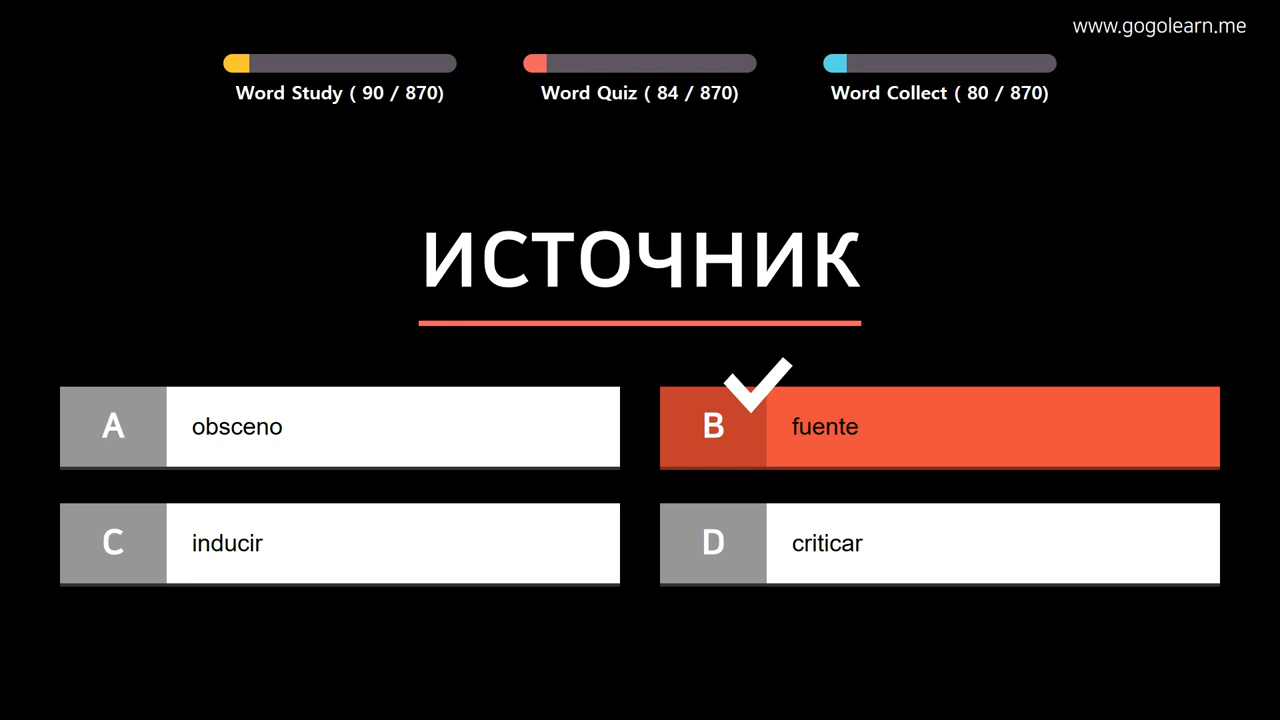 www.gogolearn.me
Word Study ( 90 / 870)
Word Quiz ( 84 / 870)
Word Collect ( 80 / 870)
источник
A obsceno
B fuente
C inducir
D criticar